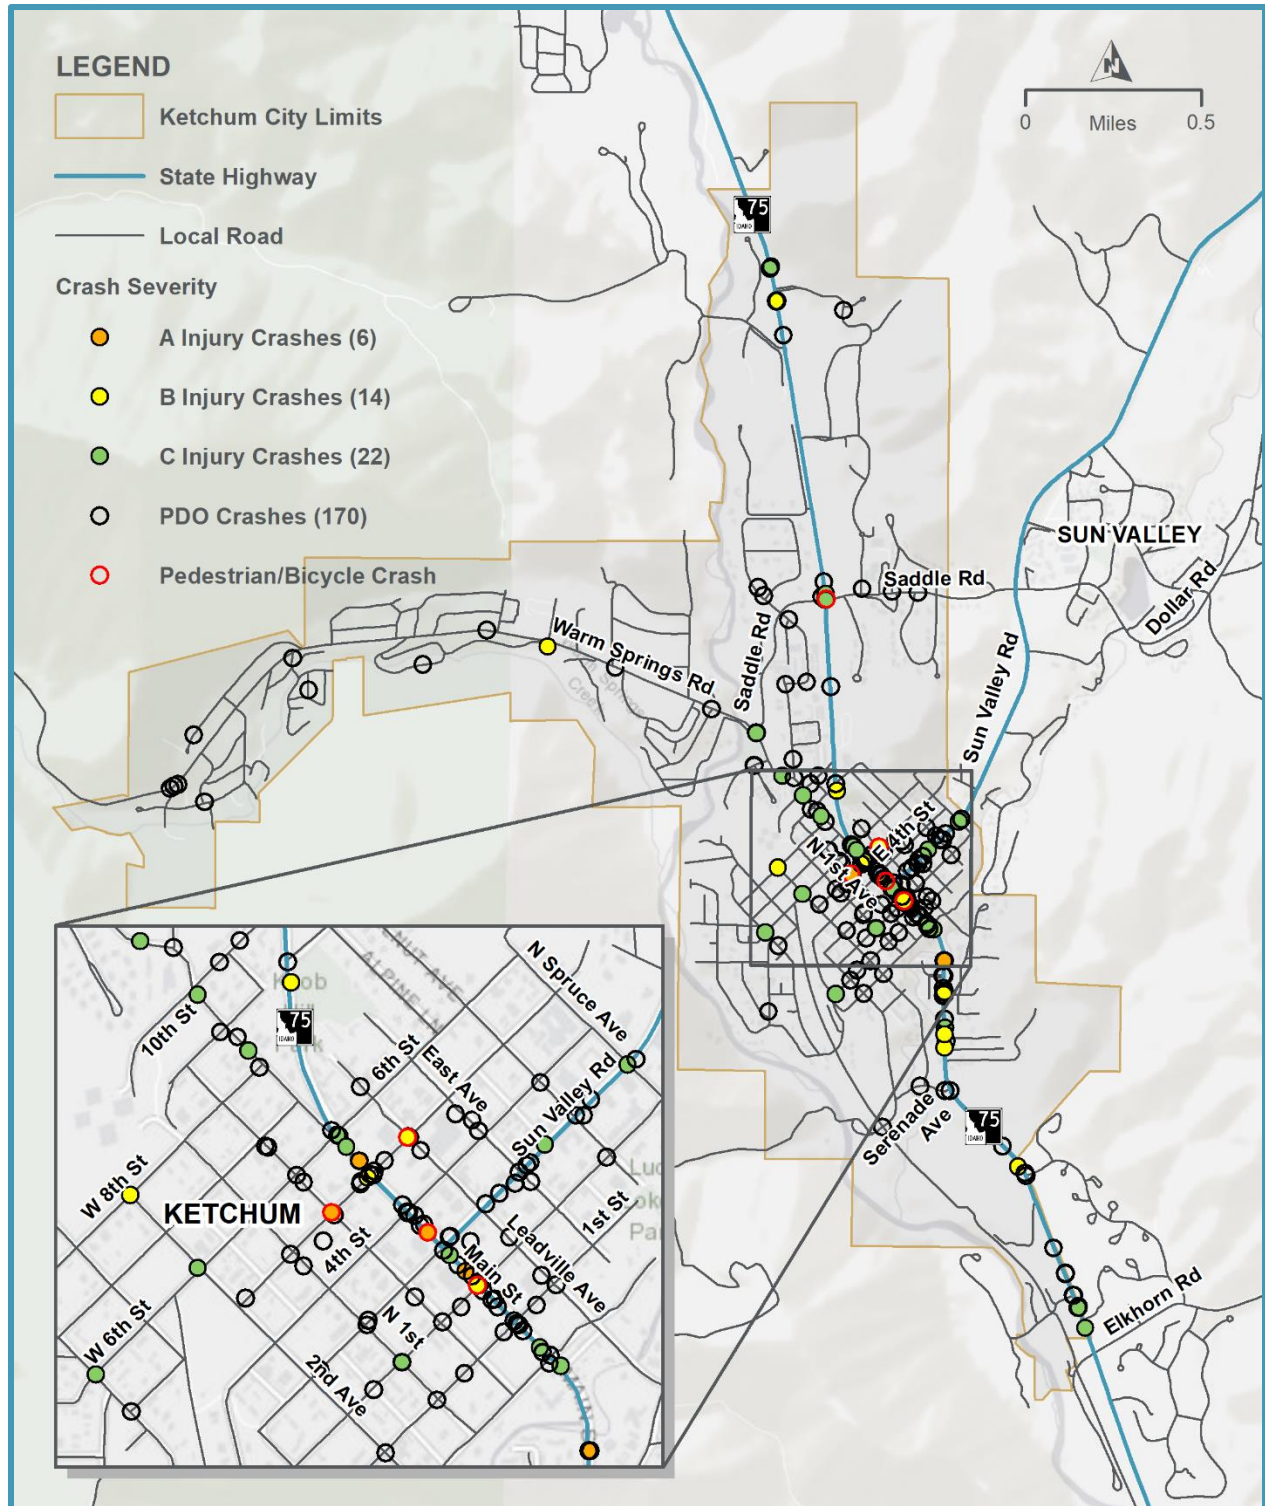 LEGEND
Ketchum City Limits
State Highway
Local Road
Crash Severity
A Injury Crashes (6)
B Injury Crashes (14)
C Injury Crashes (22)
PDO Crashes (170)
Pedestrian/Bicycle Crash
N
0 Miles 0.5
75
IDAHO
SUN VALLEY
Saddle Rd
Dollar Rd
Warm Springs Rd
Saddle Rd
Sun Valley Rd
E 4th St
N 1st Ave
Serenade Ave
75
Elkhorn Rd
ALPINE LN
N Spruce Ave
75
IDAHO
10th St
6th St
East Ave
Sun Valley Rd
W 8th St
KETCHUM
4th St
1st St
Leadville Ave
Main St
N 1st
2nd Ave
W 6th St